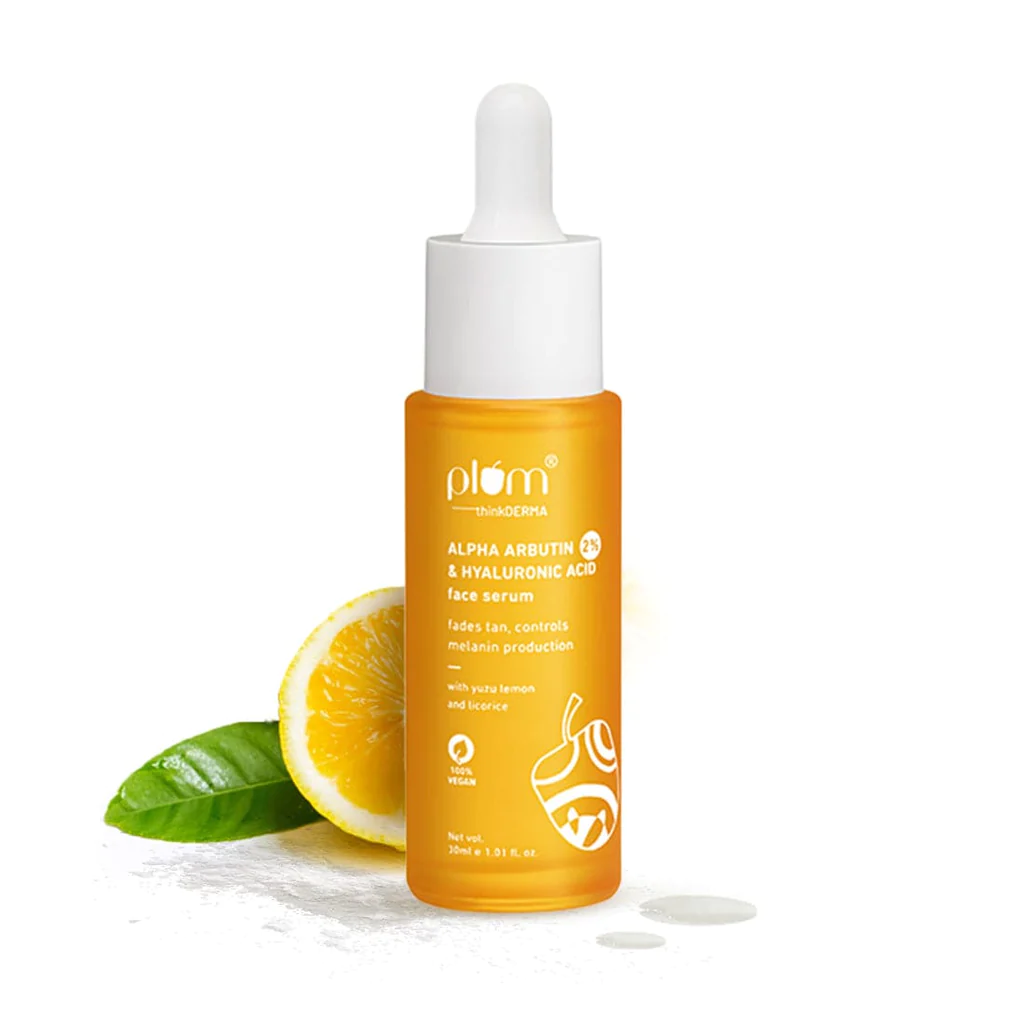 plum®
thinkDERMA
ALPHA ARBUTIN 2%
& HYALURONIC ACID
face serum
fades tan, controls
melanin production
with yuzu lemon
and licorice
100%
VEGAN
Net vol.
30ml e 1.01 fl. oz.